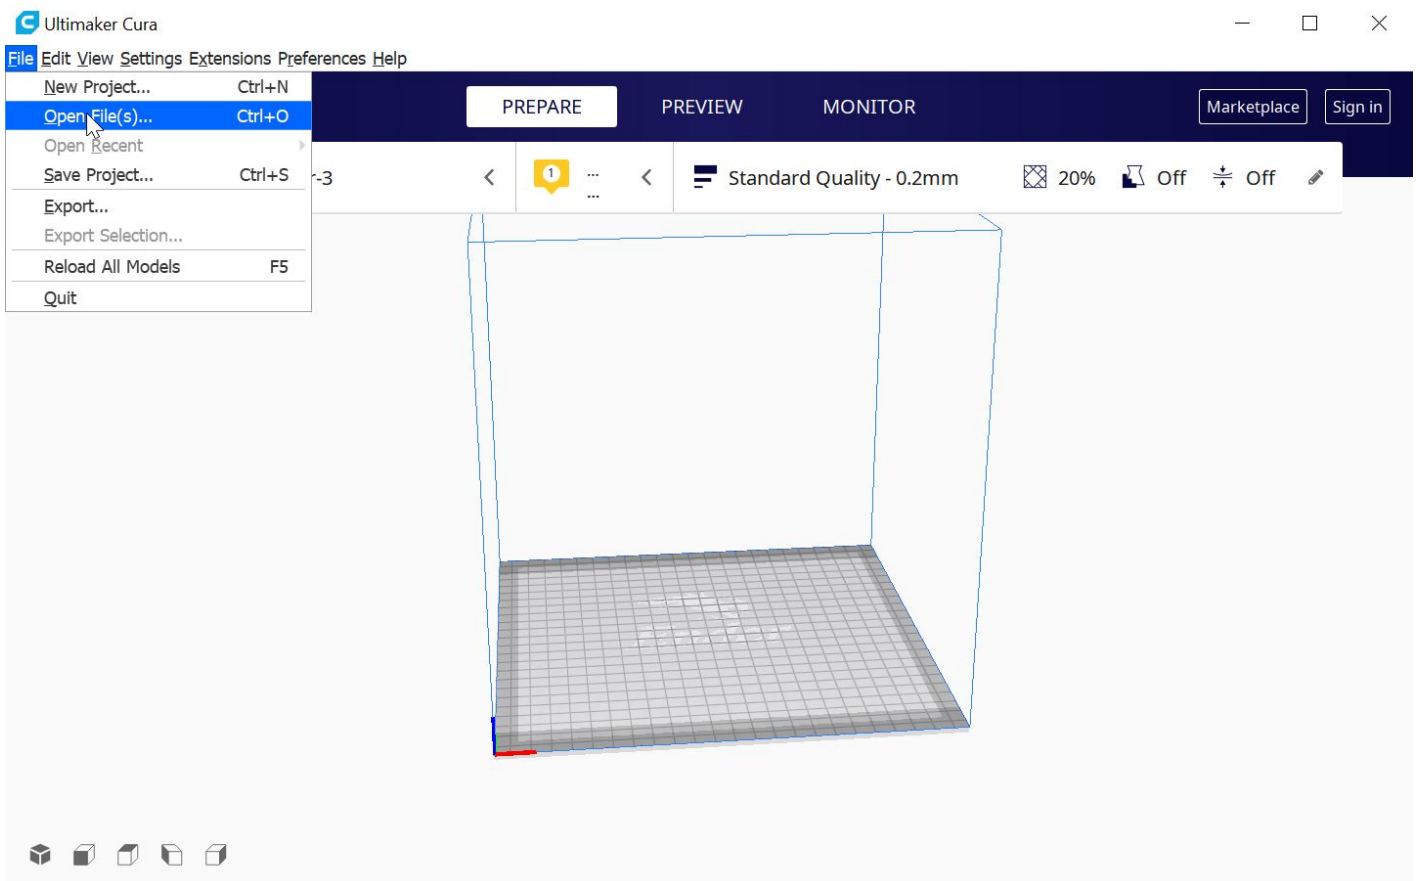 Ultimaker Cura
File Edit View Settings Extensions Preferences Help
New Project... Ctrl+N
Open File(s)... Ctrl+O
Open Recent
Save Project... Ctrl+S
Export...
Export Selection...
Reload All Models F5
Quit
PREPARE PREVIEW MONITOR Marketplace Sign in
-3
1
...
...
Standard Quality - 0.2mm 20% Off Off